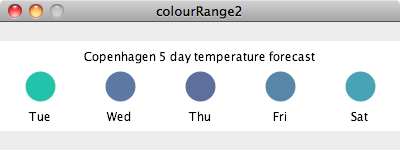 colourRange2
Copenhagen 5 day temperature forecast
Tue Wed Thu Fri Sat